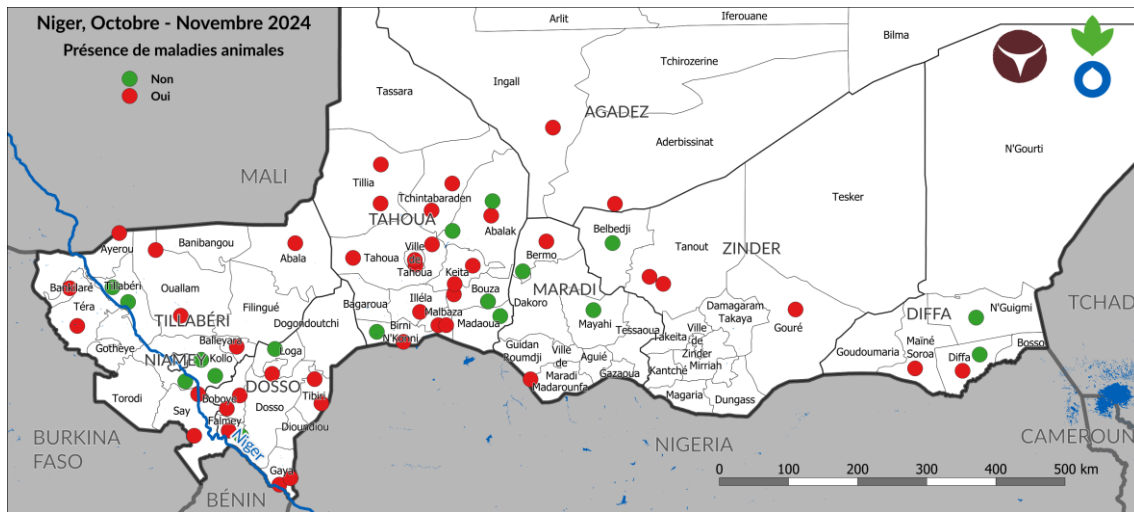 Niger, Octobre - Novembre 2024
Présence de maladies animales
Non
Oui
Arlit
Iferouane
Bilma
Ingall
Tchirozerine
Tassara
AGADEZ
Aderbissinat
N'Gourti
MALI
Tillia
Tchintabaraden
TAHOUA
Abalak
Tesker
Belbedji
Tanout
ZINDER
Ayerou
Banibangou
Abala
Tahoua
Ville
de
Tahoua
Keita
Bermo
Bankilaré
Tillabéri
Ouallam
Filingué
Bagaroua
Illéla
Bouza
Dakoro
MARADI
Téra
TILLABÉRI
Dogondoutchi
Malbaza
Madaoua
Birni
N'Konni
Mayahi
Tessaoua
Damagaram
Takaya
Gouré
DIFFA
N'Guigmi
TCHAD
Gothèye
Balleyara
NIAMEY
Kollo
Loga
Guidan
Roumdji
Ville
de
Maradi
Madarounfa
Aguié
Gazaoua
Takeita
Ville
de
Zinder
Mirriah
Kantché
Magaria
Dungass
Goudoumaria
Mainé
Soroa
Diffa
Bosso
Torodi
Say
Boboye
DOSSO
Dosso
Tibiri
Falmey
Dioundiou
Niger
Gaya
BURKINA
FASO
BÉNIN
NIGERIA
CAMEROUN
0 100 200 300 400 500 km